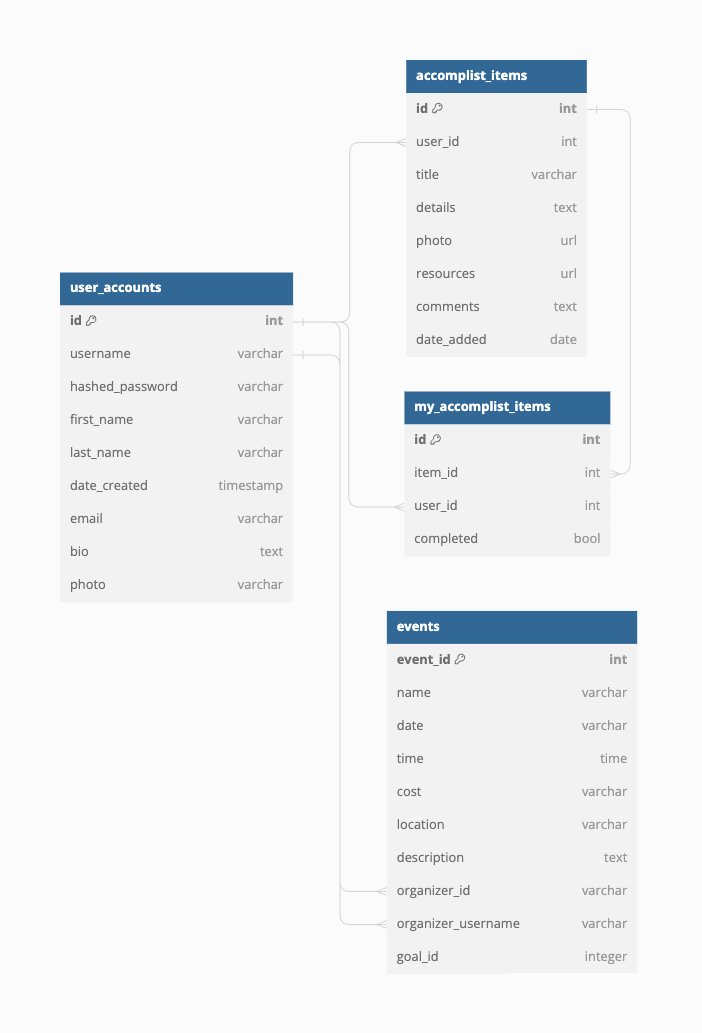 accomplist_items
id int
user_id int
title varchar
details text
photo url
resources url
comments text
date_added date
user_accounts
id int
username varchar
hashed_password varchar
first_name varchar
last_name varchar
date_created timestamp
email varchar
bio text
photo varchar
my_accomplist_items
id int
item_id int
user_id int
completed bool
events
event_id int
name varchar
date varchar
time time
cost varchar
location varchar
description text
organizer_id varchar
organizer_username varchar
goal_id integer